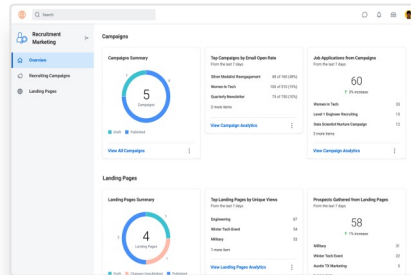 Search
Recruitment
Marketing
Overview
Recruiting Campaigns
Landing Pages
Campaigns
Campaigns Summary
5
Campaigns
Draft
Published
View All Campaigns
Top Campaigns by Email Open Rate
From the last 7 days
Silver Medalist Reengagement
Women in Tech
Quarterly Newsletter
2 more items
View Campaign Analytics
Job Applications from Campaigns
From the last 7 days
60
5% increase
Women in Tech
Level 1 Engineer Recruiting
Data Scientist Nurture Campaign
2 more items
View Campaign Analytics
Landing Pages
Landing Pages Summary
4
Landing Pages
Draft
Published
Top Landing Pages by Unique Views
From the last 7 days
Engineering
Winter Tech Event
Military
1 more item
View Landing Pages Analytics
Prospects Gathered from Landing Pages
From the last 7 days
58
1% increase
Military
Winter Tech Event
Austin TX Marketing